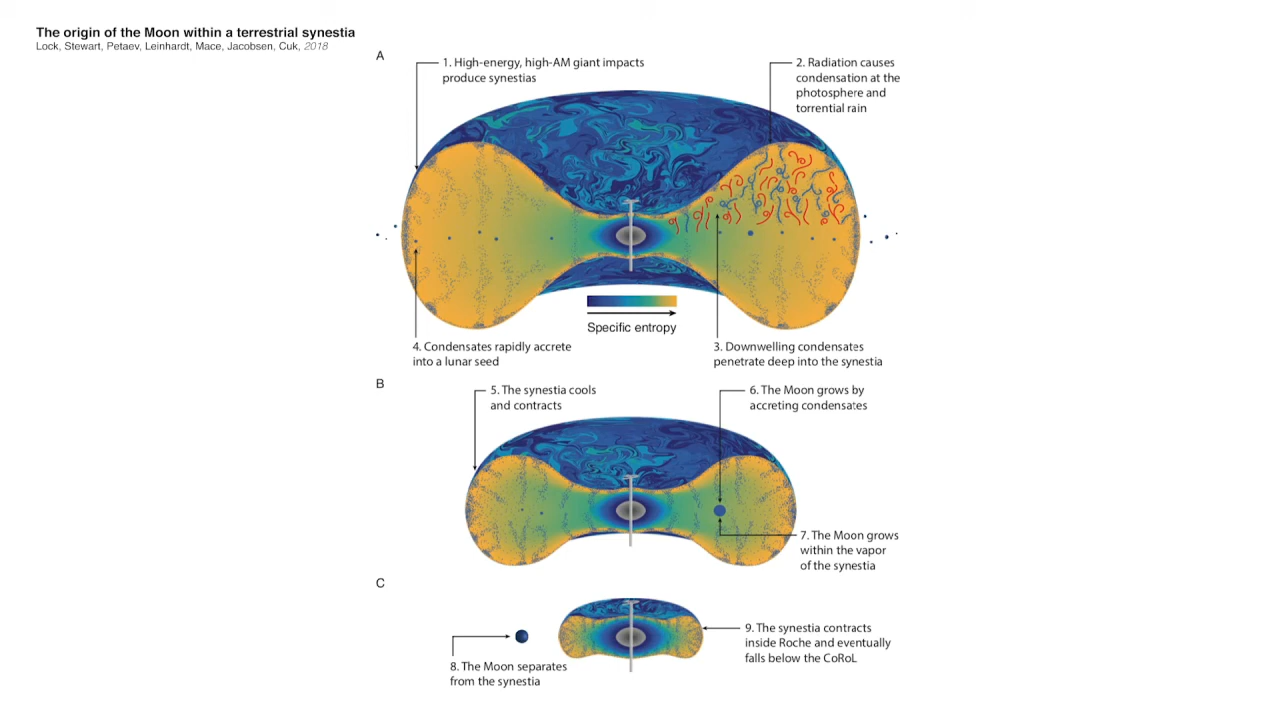 The origin of the Moon within a terrestrial synestia
Lock, Stewart, Petaev, Leinhardt, Mace, Jacobsen, Cuk, 2018
A
1. High-energy, high-AM giant impacts
produce synestias
2. Radiation causes
condensation at the
photosphere and
torrential rain
Specific entropy
4. Condensates rapidly accrete
into a lunar seed
3. Downwelling condensates
penetrate deep into the synestia
B
5. The synestia cools
and contracts
6. The Moon grows by
accreting condensates
7. The Moon grows
within the vapor
of the synestia
C
8. The Moon separates
from the synestia
9. The synestia contracts
inside Roche and eventually
falls below the CoRoL